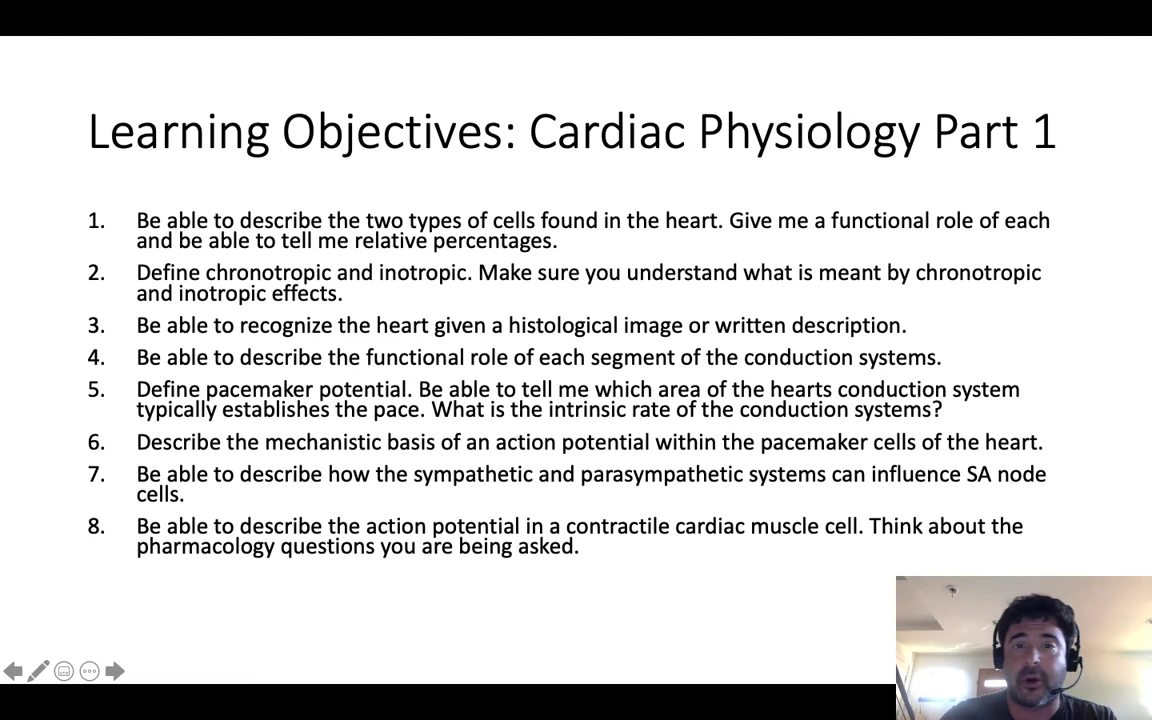 Learning Objectives: Cardiac Physiology Part 1
1. Be able to describe the two types of cells found in the heart. Give me a functional role of each
and be able to tell me relative percentages.
2. Define chronotropic and inotropic. Make sure you understand what is meant by chronotropic
and inotropic effects.
3. Be able to recognize the heart given a histological image or written description.
4. Be able to describe the functional role of each segment of the conduction systems.
5. Define pacemaker potential. Be able to tell me which area of the hearts conduction system
typically establishes the pace. What is the intrinsic rate of the conduction systems?
6. Describe the mechanistic basis of an action potential within the pacemaker cells of the heart.
7. Be able to describe how the sympathetic and parasympathetic systems can influence SA node
cells.
8. Be able to describe the action potential in a contractile cardiac muscle cell. Think about the
pharmacology questions you are being asked.